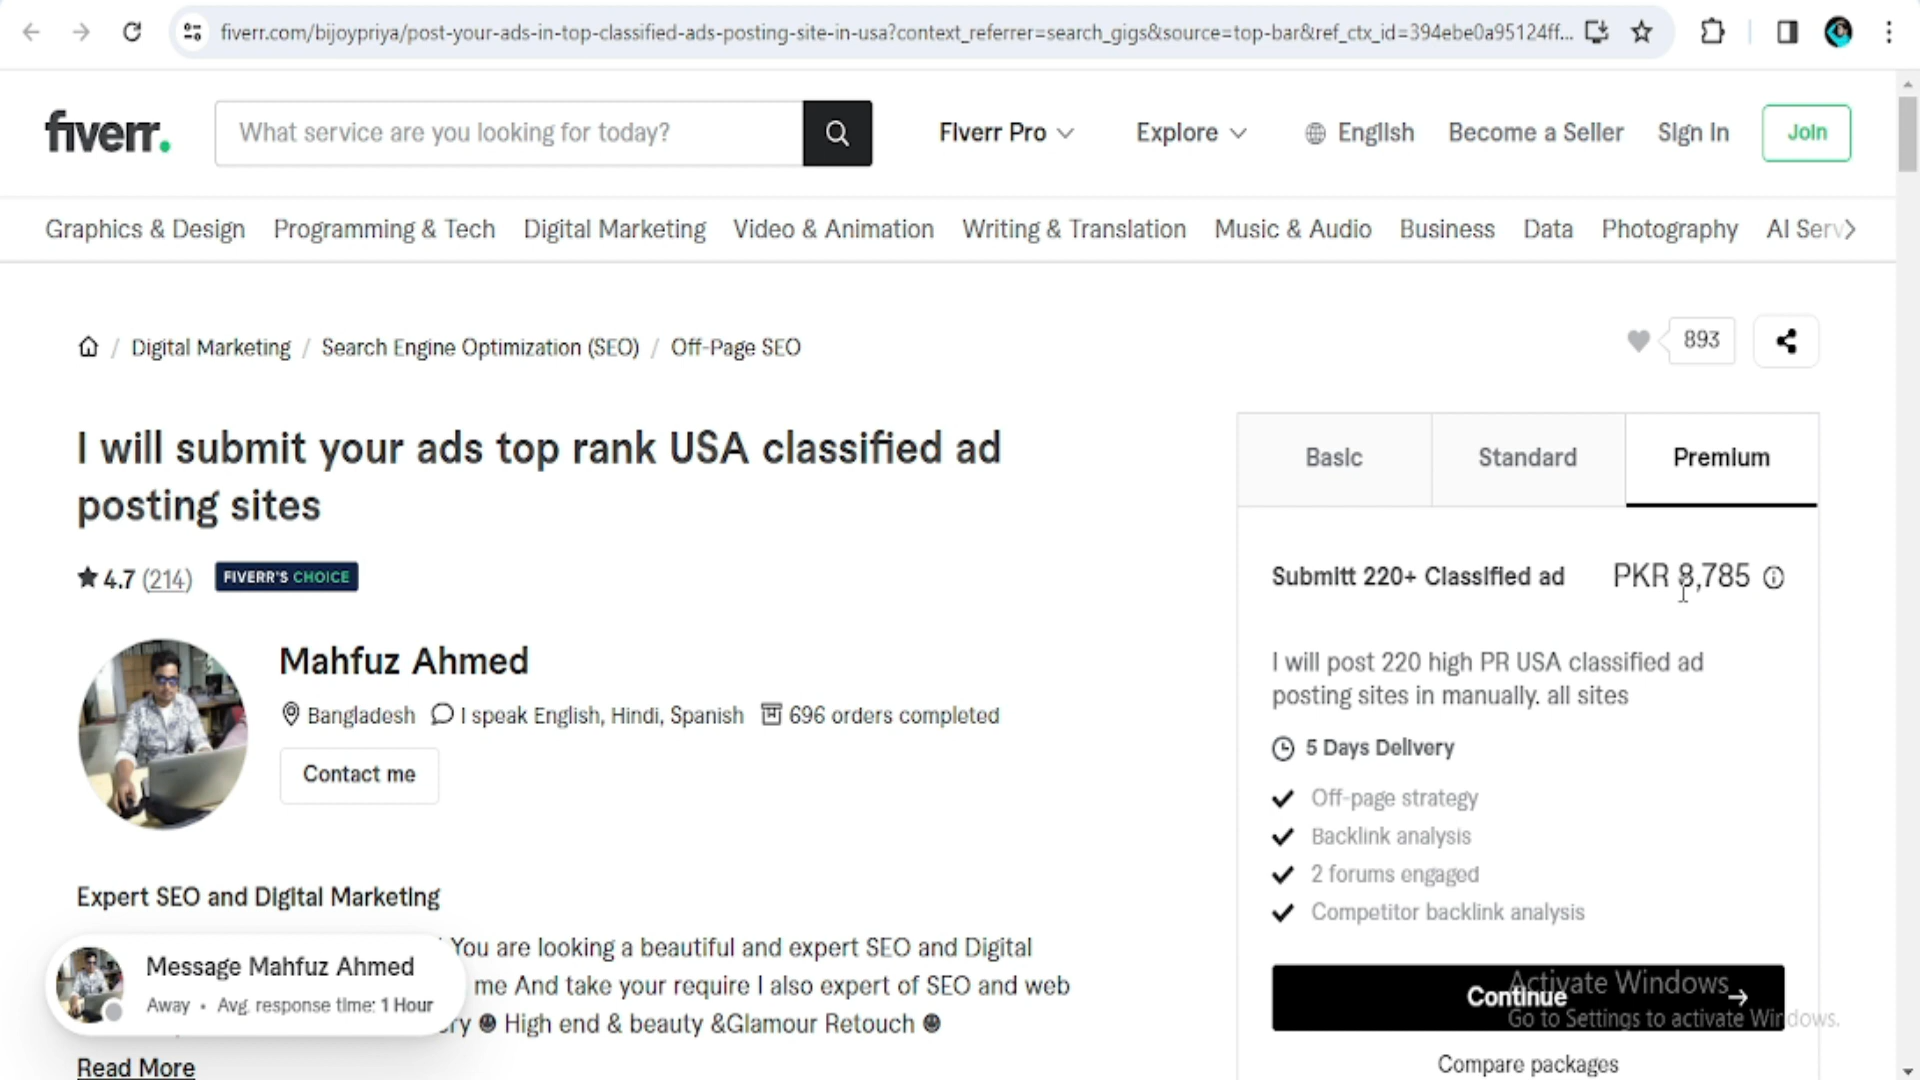 fiverr.com/bijoypriya/post-your-ads-in-top-classified-ads-posting-site-in-usa?context_referrer=search_gigs&source=top-bar&ref_ctx_id=394ebe0a95124ff...
fiverr.
What service are you looking for today?
Fiverr Pro
Explore
English
Become a Seller
Sign In
Join
Graphics & Design
Programming & Tech
Digital Marketing
Video & Animation
Writing & Translation
Music & Audio
Business
Data
Photography
AI Serv
/ Digital Marketing / Search Engine Optimization (SEO) / Off-Page SEO
893
I will submit your ads top rank USA classified ad
posting sites
4.7 (214)
FIVERR'S CHOICE
Mahfuz Ahmed
Bangladesh
I speak English, Hindi, Spanish
696 orders completed
Contact me
Expert SEO and Digital Marketing
You are looking a beautiful and expert SEO and Digital
me And take your require I also expert of SEO and web
ry ☻ High end & beauty &Glamour Retouch ☻
Read More
Message Mahfuz Ahmed
Away • Avg. response time: 1 Hour
Basic
Standard
Premium
Submitt 220+ Classified ad
PKR 8,785
I will post 220 high PR USA classified ad
posting sites in manually. all sites
5 Days Delivery
Off-page strategy
Backlink analysis
2 forums engaged
Competitor backlink analysis
Continue
Activate Windows
Go to Settings to activate Windows.
Compare packages